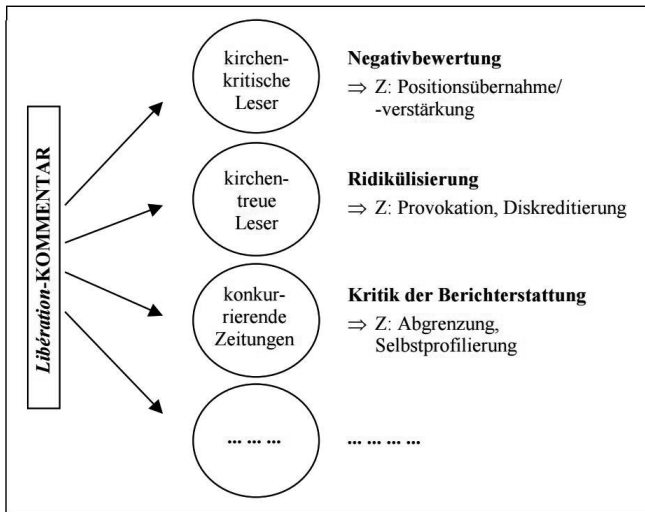 Libération-KOMMENTAR
kirchen-
kritische
Leser
Negativbewertung
⇒ Z: Positionsübernahme/
-verstärkung
kirchen-
treue
Leser
Ridikülisierung
⇒ Z: Provokation, Diskreditierung
konkur-
rierende
Zeitungen
Kritik der Berichterstattung
⇒ Z: Abgrenzung,
Selbstprofilierung
... ... ...
... ... ... ...